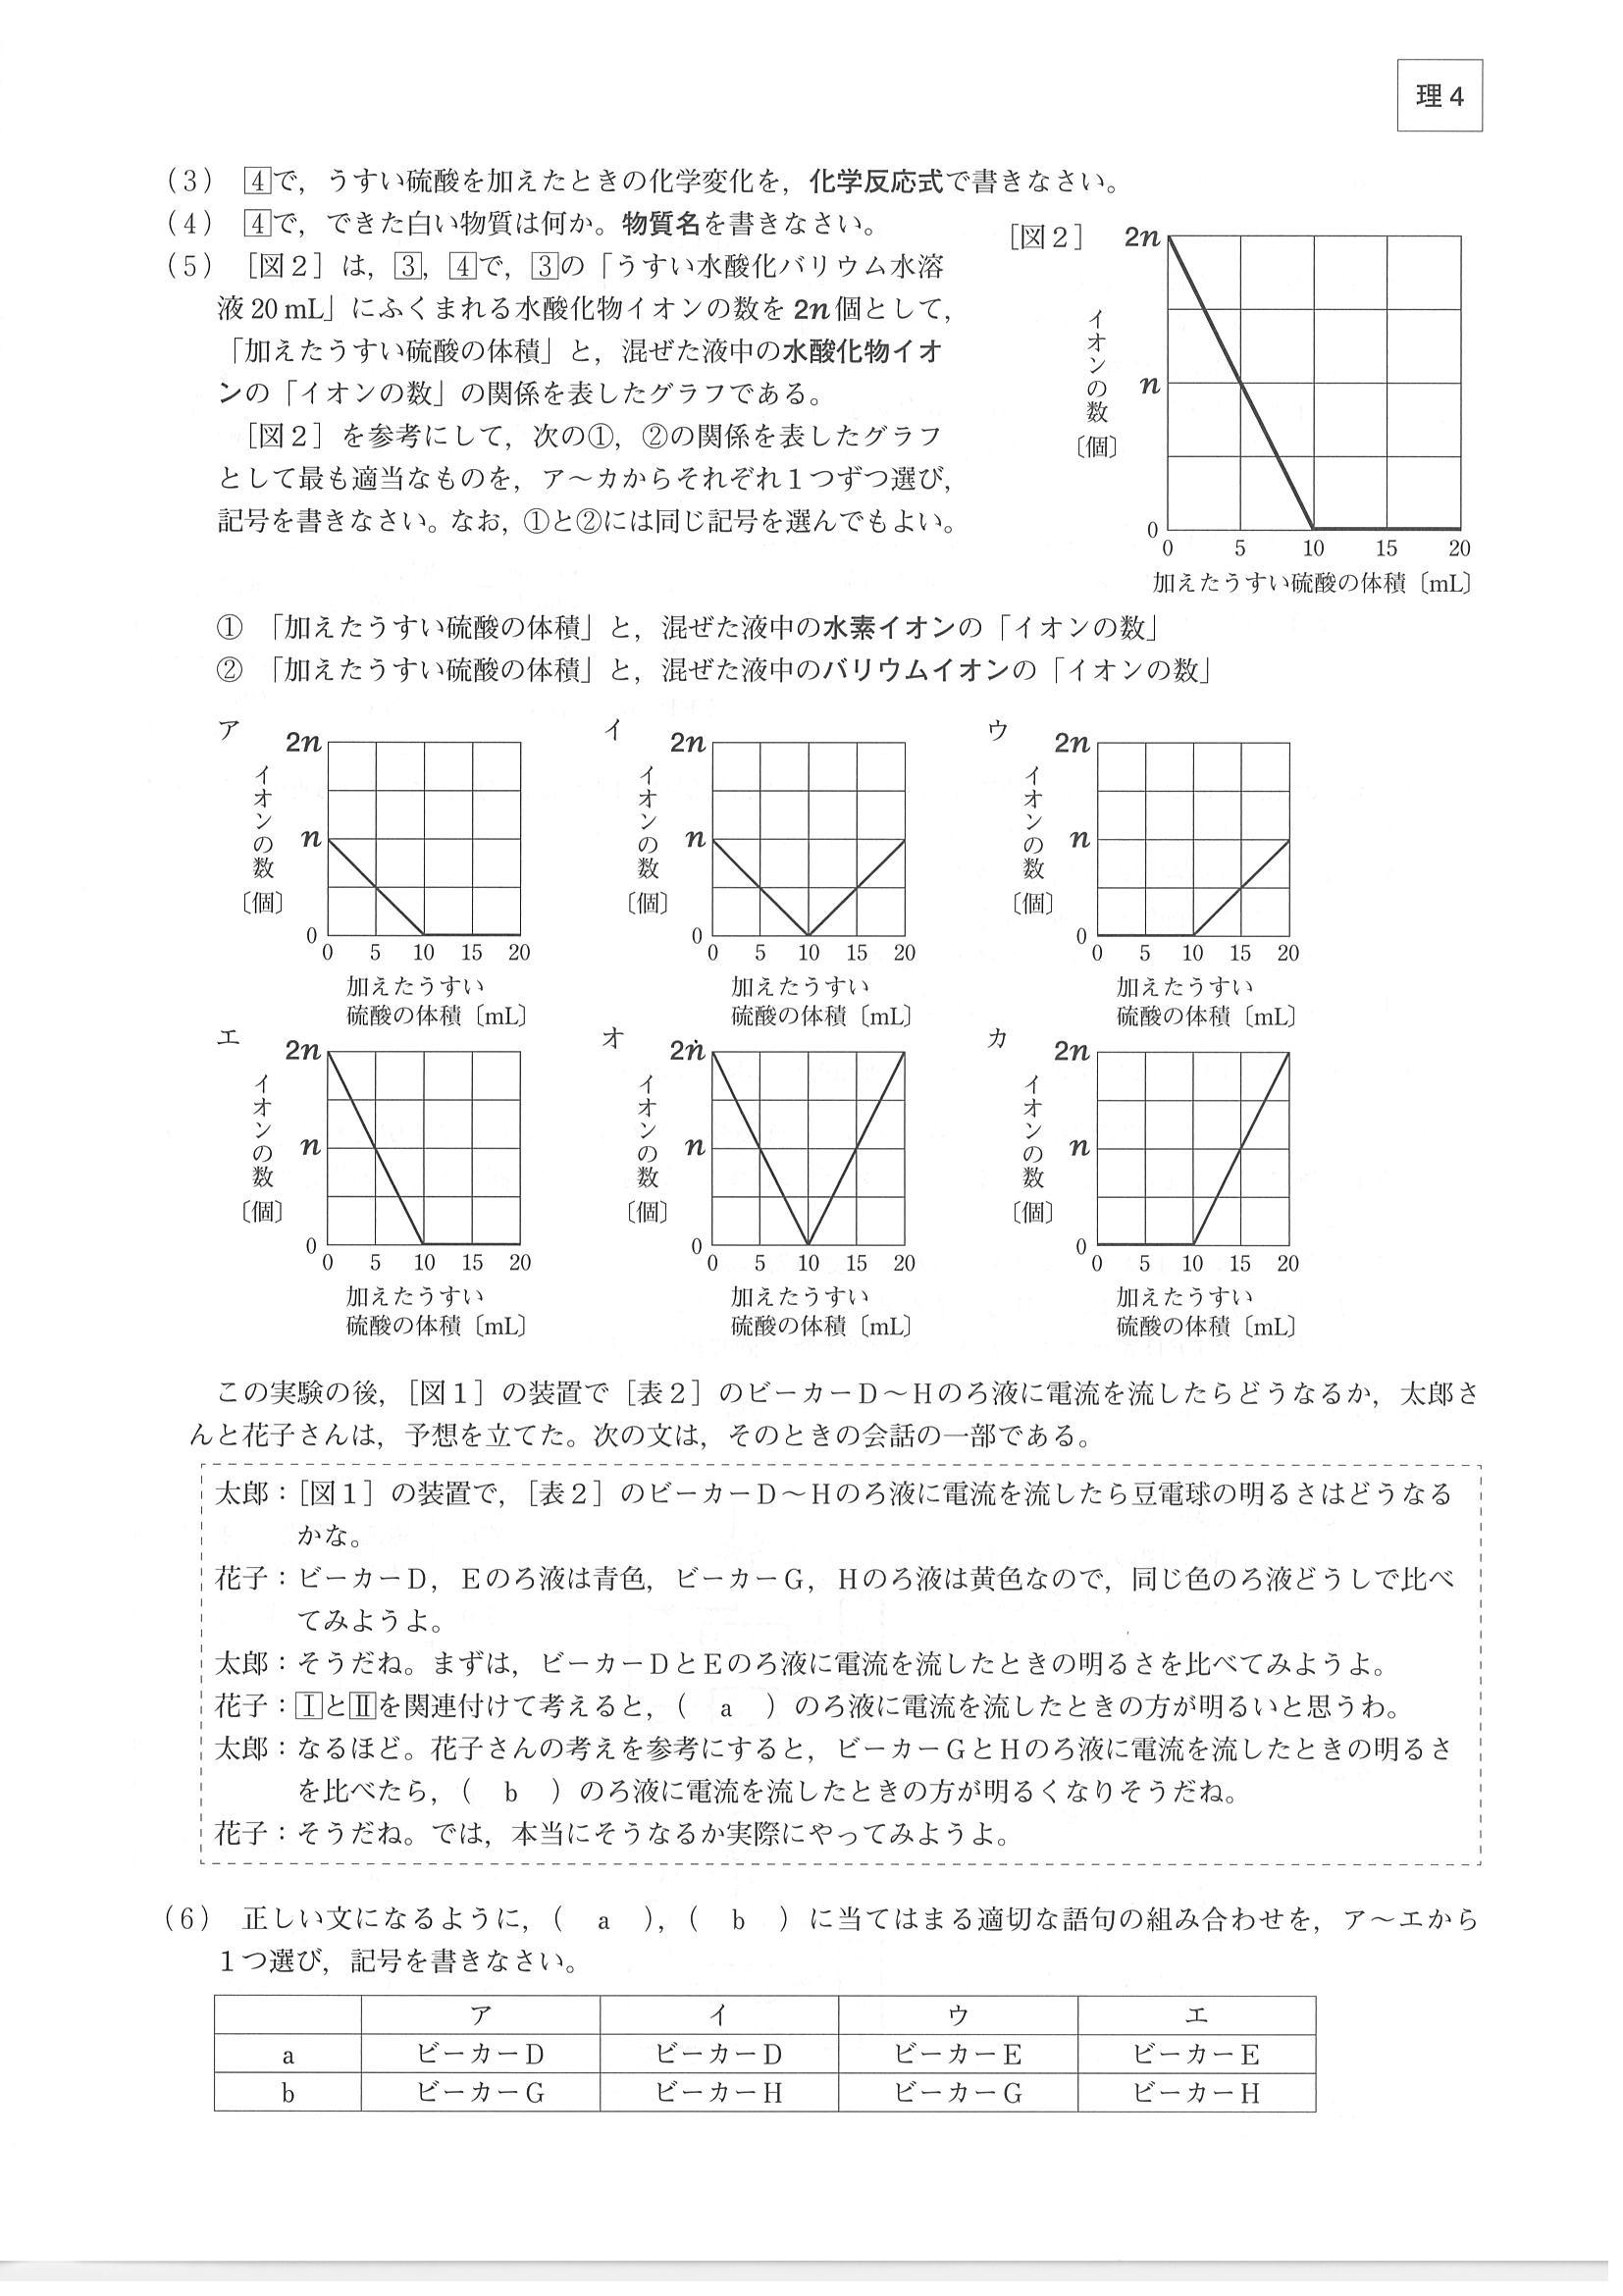 理4
(3) 4で，うすい硫酸を加えたときの化学変化を，化学反応式で書きなさい。
(4) 4で，できた白い物質は何か。物質名を書きなさい。
(5) ［図2］は，3，4で，3の「うすい水酸化バリウム水溶
液20 mL」にふくまれる水酸化物イオンの数を2n個として，
「加えたうすい硫酸の体積」と，混ぜた液中の水酸化物イオ
ンの「イオンの数」の関係を表したグラフである。
［図2］を参考にして，次の①，②の関係を表したグラフ
として最も適当なものを，ア～カからそれぞれ1つずつ選び，
記号を書きなさい。なお，①と②には同じ記号を選んでもよい。
［図2］
2n
n
0
イオンの数〔個〕
0 5 10 15 20
加えたうすい硫酸の体積〔mL〕
① 「加えたうすい硫酸の体積」と，混ぜた液中の水素イオンの「イオンの数」
② 「加えたうすい硫酸の体積」と，混ぜた液中のバリウムイオンの「イオンの数」
ア
2n
n
0
イオンの数〔個〕
0 5 10 15 20
加えたうすい
硫酸の体積〔mL〕
イ
2n
n
0
イオンの数〔個〕
0 5 10 15 20
加えたうすい
硫酸の体積〔mL〕
ウ
2n
n
0
イオンの数〔個〕
0 5 10 15 20
加えたうすい
硫酸の体積〔mL〕
エ
2n
n
0
イオンの数〔個〕
0 5 10 15 20
加えたうすい
硫酸の体積〔mL〕
オ
2n
n
0
イオンの数〔個〕
0 5 10 15 20
加えたうすい
硫酸の体積〔mL〕
カ
2n
n
0
イオンの数〔個〕
0 5 10 15 20
加えたうすい
硫酸の体積〔mL〕
この実験の後，［図1］の装置で［表2］のビーカーD～Hのろ液に電流を流したらどうなるか，太郎さ
んと花子さんは，予想を立てた。次の文は，そのときの会話の一部である。
太郎：［図1］の装置で，［表2］のビーカーD～Hのろ液に電流を流したら豆電球の明るさはどうなる
かな。
花子：ビーカーD，Eのろ液は青色，ビーカーG，Hのろ液は黄色なので，同じ色のろ液どうしで比べ
てみようよ。
太郎：そうだね。まずは，ビーカーDとEのろ液に電流を流したときの明るさを比べてみようよ。
花子：ⅠとⅡを関連付けて考えると，（ a ）のろ液に電流を流したときの方が明るいと思うわ。
太郎：なるほど。花子さんの考えを参考にすると，ビーカーGとHのろ液に電流を流したときの明るさ
を比べたら，（ b ）のろ液に電流を流したときの方が明るくなりそうだね。
花子：そうだね。では，本当にそうなるか実際にやってみようよ。
(6) 正しい文になるように，（ a ），（ b ）に当てはまる適切な語句の組み合わせを，ア～エから
1つ選び，記号を書きなさい。
ア イ ウ エ
a ビーカーD ビーカーD ビーカーE ビーカーE
b ビーカーG ビーカーH ビーカーG ビーカーH